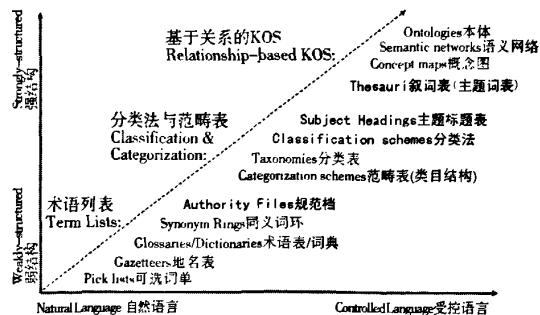 Strongly-structured
强结构
基于关系的KOS
Relationship-based KOS:
Ontologies本体
Semantic networks语义网络
Concept maps概念图
Thesauri叙词表(主题词表)
分类法与范畴表
Classification &
Categorization:
Subject Headings主题标题表
Classification schemes分类法
Taxonomies分类表
Categorization schemes范畴表(类目结构)
术语列表
Term Lists:
Authority Files规范档
Synonym Rings同义词环
Glossaries/Dictionaries术语表/词典
Gazetteers地名表
Pick lists可选词单
Weakly-structured
弱结构
Natural Language 自然语言
Controlled Language受控语言